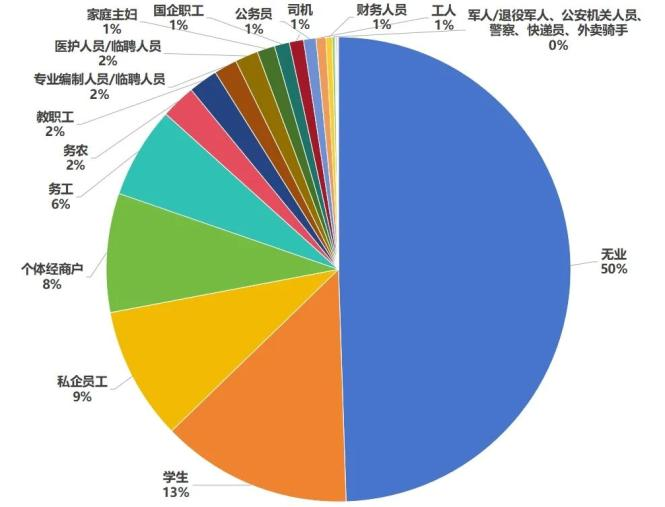 家庭主妇
1%
国企职工
1%
公务员
1%
司机
1%
财务人员
1%
工人
1%
军人/退役军人、公安机关人员、
警察、快递员、外卖骑手
0%
医护人员/临聘人员
2%
专业编制人员/临聘人员
2%
教职工
2%
务农
2%
务工
6%
个体经商户
8%
私企员工
9%
学生
13%
无业
50%